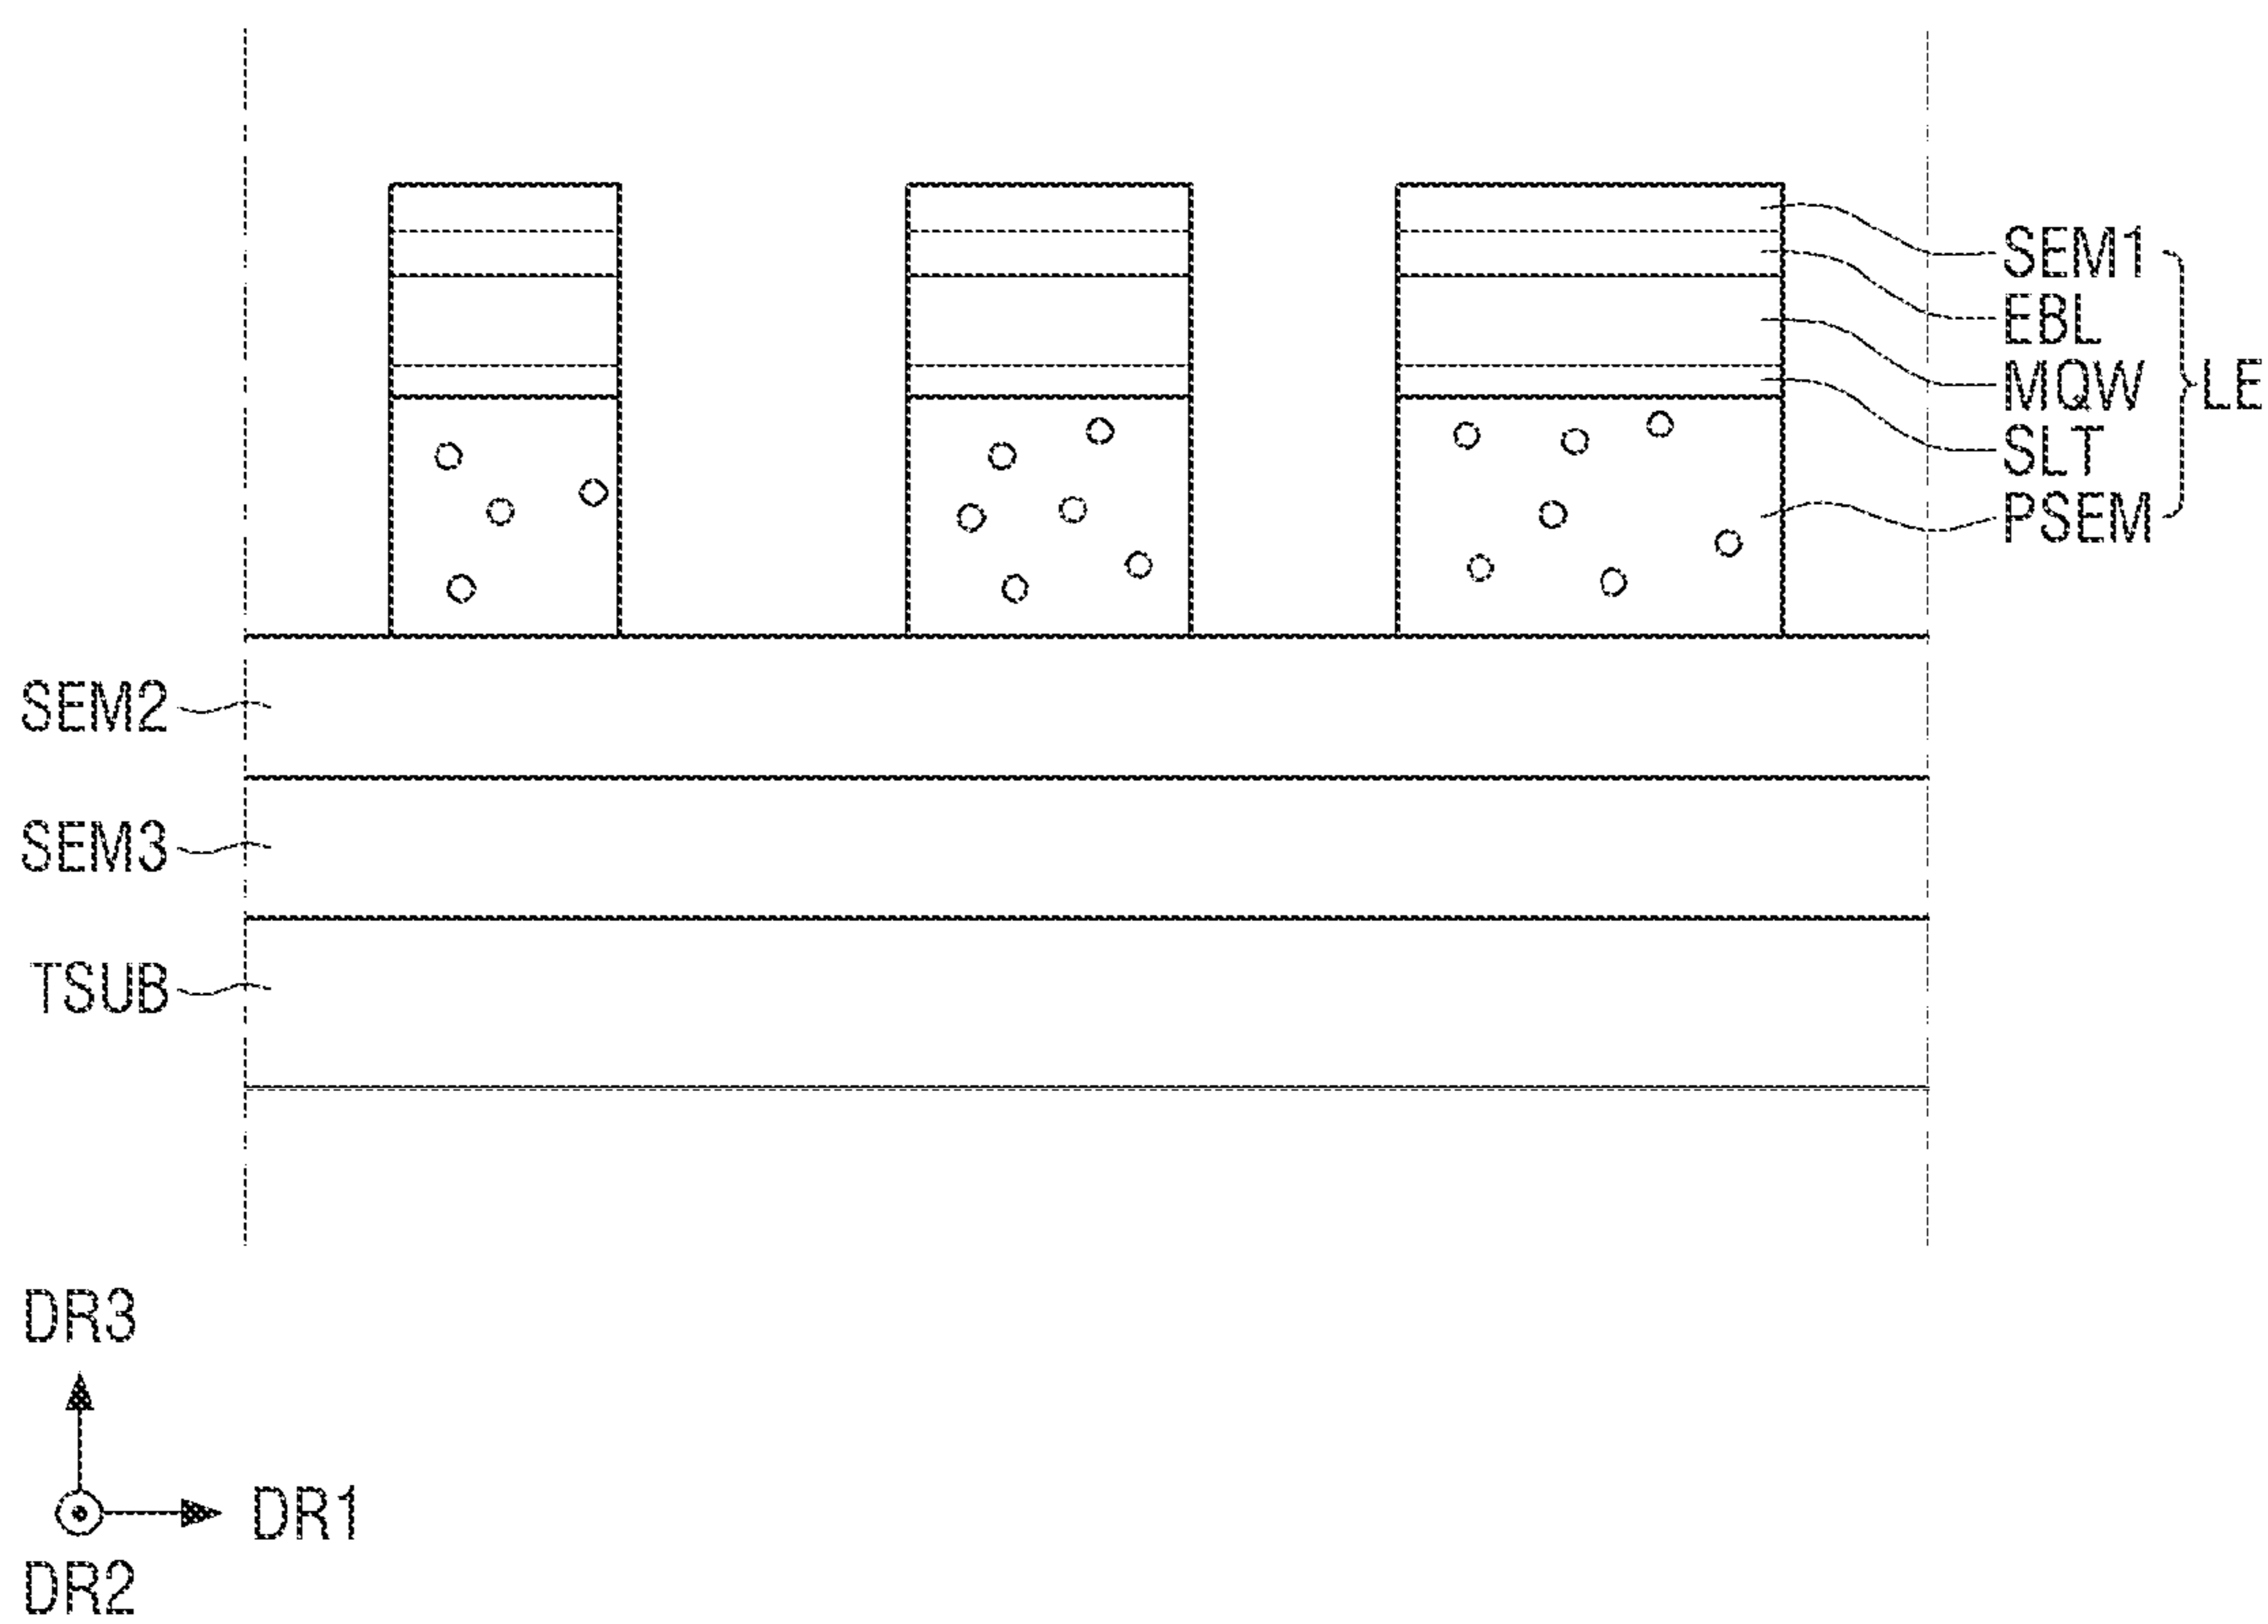 SEM1
EBL
MQW
SLT
PSEM
LE
SEM2
SEM3
TSUB
DR3
DR1
DR2